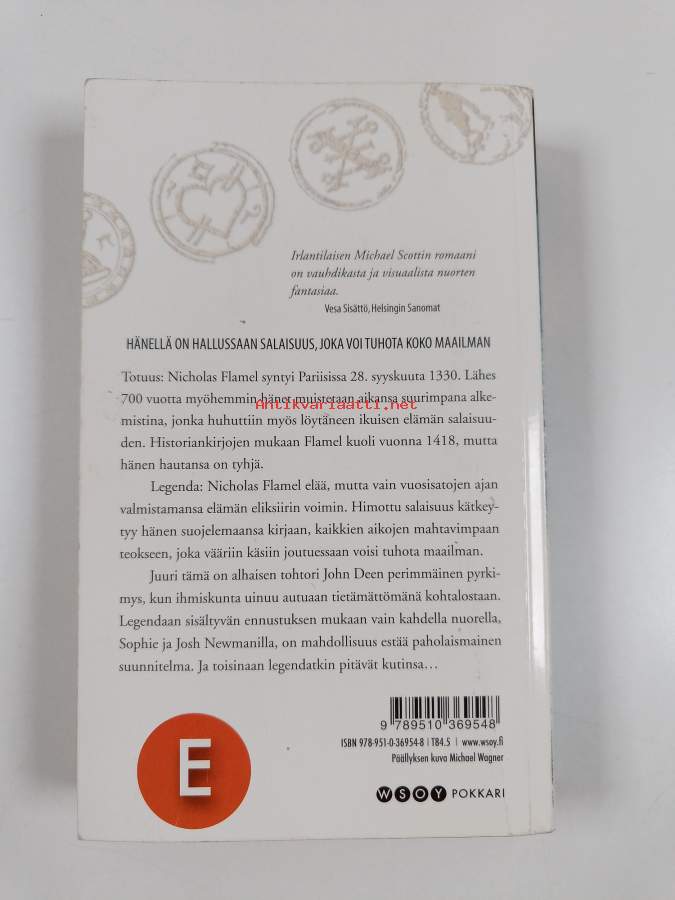 Irlantilaisen Michael Scottin romaani
on vauhdikasta ja visuaalista nuorten
fantasiaa.
Vesa Sisättö, Helsingin Sanomat
HÄNELLÄ ON HALLUSSAAN SALAISUUS, JOKA VOI TUHOTA KOKO MAAILMAN
Totuus: Nicholas Flamel syntyi Pariisissa 28. syyskuuta 1330. Lähes
700 vuotta myöhemmin hänet muistetaan aikansa suurimpana alke-
Antikvariaatti.net
mistina, jonka huhuttiin myös löytäneen ikuisen elämän salaisuu-
den. Historiankirjojen mukaan Flamel kuoli vuonna 1418, mutta
hänen hautansa on tyhjä.
Legenda: Nicholas Flamel elää, mutta vain vuosisatojen ajan
valmistamansa elämän eliksiirin voimin. Himottu salaisuus kätkey-
tyy hänen suojelemaansa kirjaan, kaikkien aikojen mahtavimpaan
teokseen, joka vääriin käsiin joutuessaan voisi tuhota maailman.
Juuri tämä on alhaisen tohtori John Deen perimmäinen pyrki-
mys, kun ihmiskunta uinuu autuaan tietämättömänä kohtalostaan.
Legendaan sisältyvän ennustuksen mukaan vain kahdella nuorella,
Sophie ja Josh Newmanilla, on mahdollisuus estää paholaismainen
suunnitelma. Ja toisinaan legendatkin pitävät kutinsa…
9 789510 369548
ISBN 978-951-0-36954-8 | T84.5 | www.wsoy.fi
Päällyksen kuva Michael Wagner
WSOY POKKARI
E